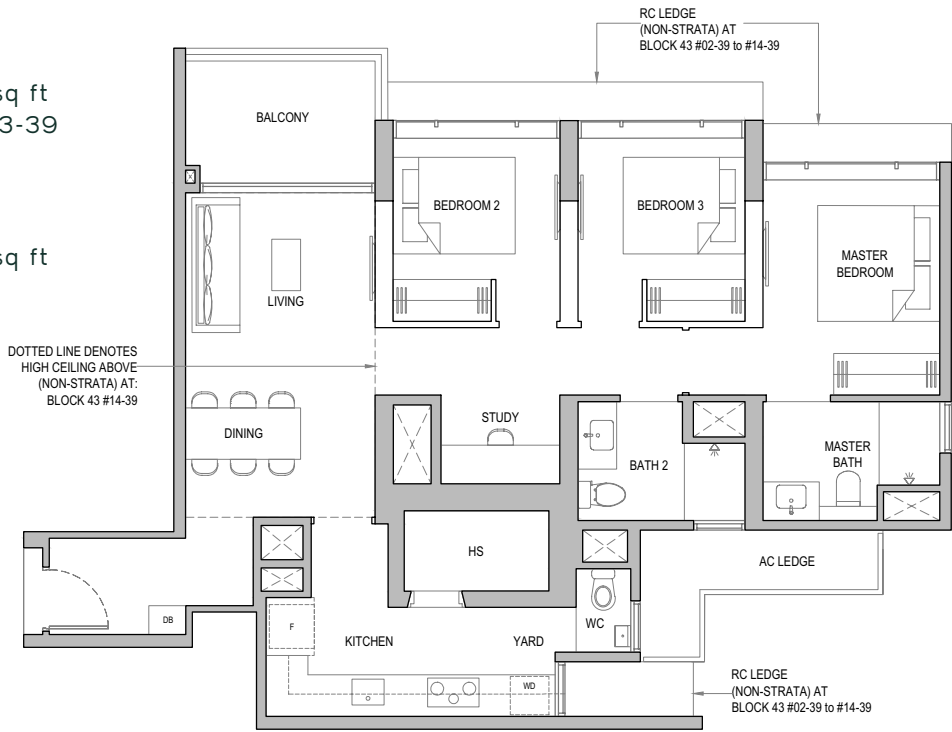 sq ft
3-39
sq ft
RC LEDGE
(NON-STRATA) AT
BLOCK 43 #02-39 to #14-39
BALCONY
BEDROOM 2
BEDROOM 3
MASTER
BEDROOM
LIVING
DOTTED LINE DENOTES
HIGH CEILING ABOVE
(NON-STRATA) AT:
BLOCK 43 #14-39
DINING
STUDY
BATH 2
MASTER
BATH
HS
AC LEDGE
DB
F
KITCHEN
YARD
WC
WD
RC LEDGE
(NON-STRATA) AT
BLOCK 43 #02-39 to #14-39